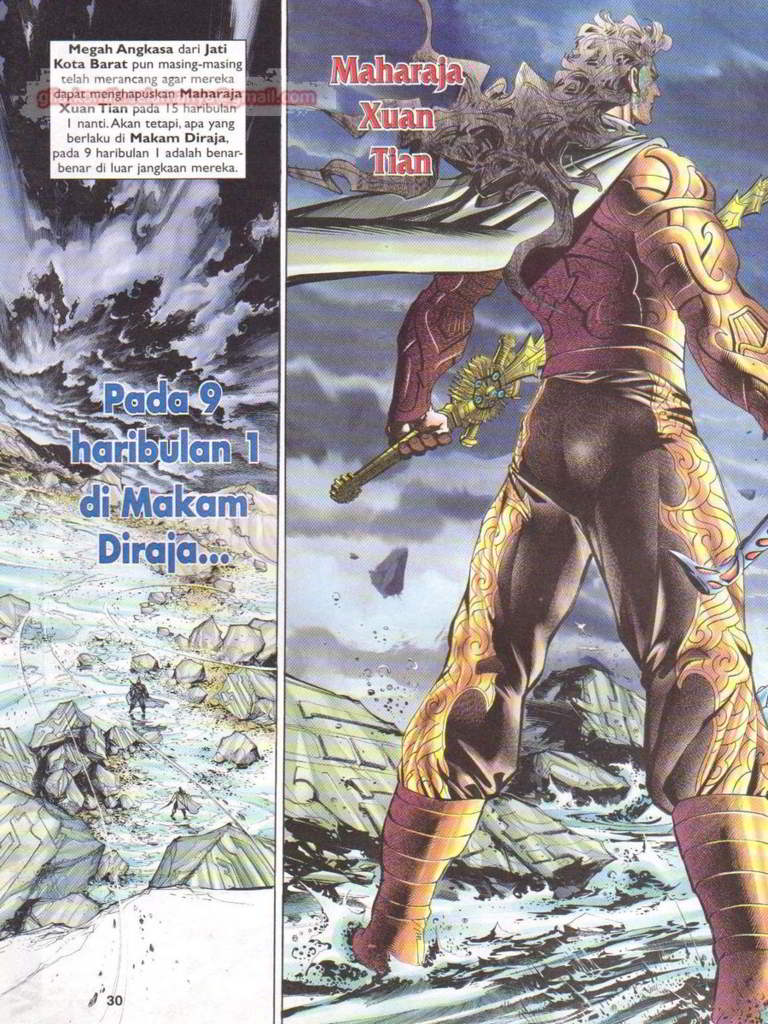 Megah Angkasa dari Jati
Kota Barat pun masing-masing
telah merancang agar mereka
dapat menghapuskan Maharaja
Xuan Tian pada 15 haribulan
1 nanti. Akan tetapi, apa yang
berlaku di Makam Diraja,
pada 9 haribulan 1 adalah benar-
benar di luar jangkaan mereka.
Maharaja
Xuan
Tian
Pada 9
haribulan 1
di Makam
Diraja...
30